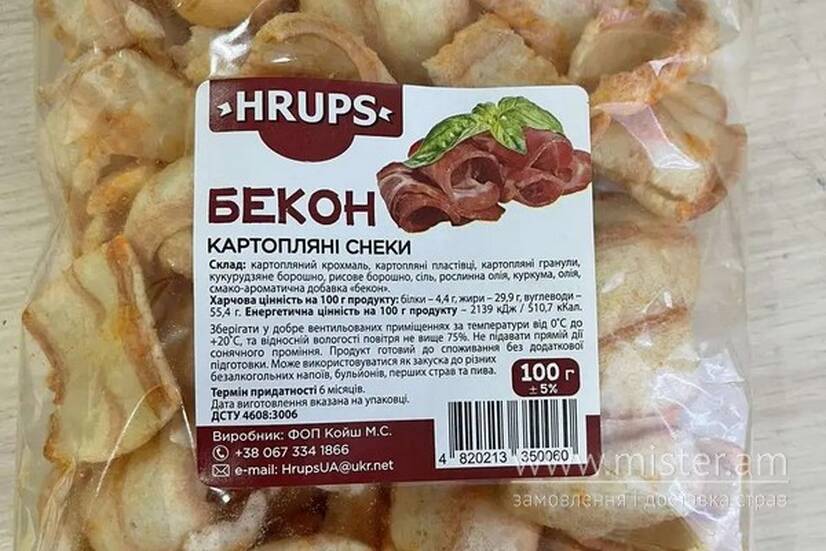 HRUPS
БЕКОН
КАРТОПЛЯНІ СНЕКИ
Склад: картопляний крохмаль, картопляні пластівці, картопляні гранули,
кукурудзяне борошно, рисове борошно, сіль, рослинна олія, куркума, олія,
смако-ароматична добавка «бекон».
Харчова цінність на 100 г продукту: білки – 4,4 г, жири – 29,9 г, вуглеводи –
55,4 г. Енергетична цінність на 100 г продукту – 2139 кДж / 510,7 кКал.
Зберігати у добре вентильованих приміщеннях за температури від 0˚С до
+20˚С, та відносній вологості повітря не вище 75%. Не піддавати прямій дії
сонячного проміння. Продукт готовий до споживання без додаткової
підготовки. Може використовуватися як закуска до різних
безалкогольних напоїв, бульйонів, перших страв та пива.
100 г
± 5%
Термін придатності 6 місяців.
Дата виготовлення вказана на упаковці.
ДСТУ 4608:3006
Виробник: ФОП Койш М.С.
+38 067 334 1866
e-mail: HrupsUA@ukr.net
4 820213 350060
www.mister.am
замовлення і доставка страв